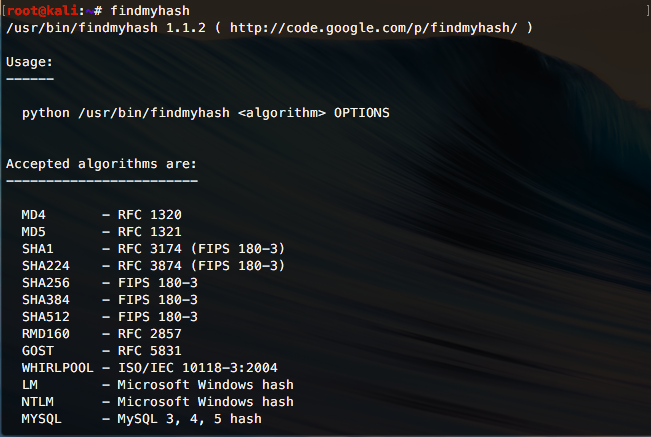 [root@kali:~# findmyhash ]
/usr/bin/findmyhash 1.1.2 ( http://code.google.com/p/findmyhash/ )
Usage:
------
python /usr/bin/findmyhash <algorithm> OPTIONS
Accepted algorithms are:
------------------------
MD4       - RFC 1320
MD5       - RFC 1321
SHA1      - RFC 3174 (FIPS 180-3)
SHA224    - RFC 3874 (FIPS 180-3)
SHA256    - FIPS 180-3
SHA384    - FIPS 180-3
SHA512    - FIPS 180-3
RMD160    - RFC 2857
GOST      - RFC 5831
WHIRLPOOL - ISO/IEC 10118-3:2004
LM        - Microsoft Windows hash
NTLM      - Microsoft Windows hash
MYSQL     - MySQL 3, 4, 5 hash